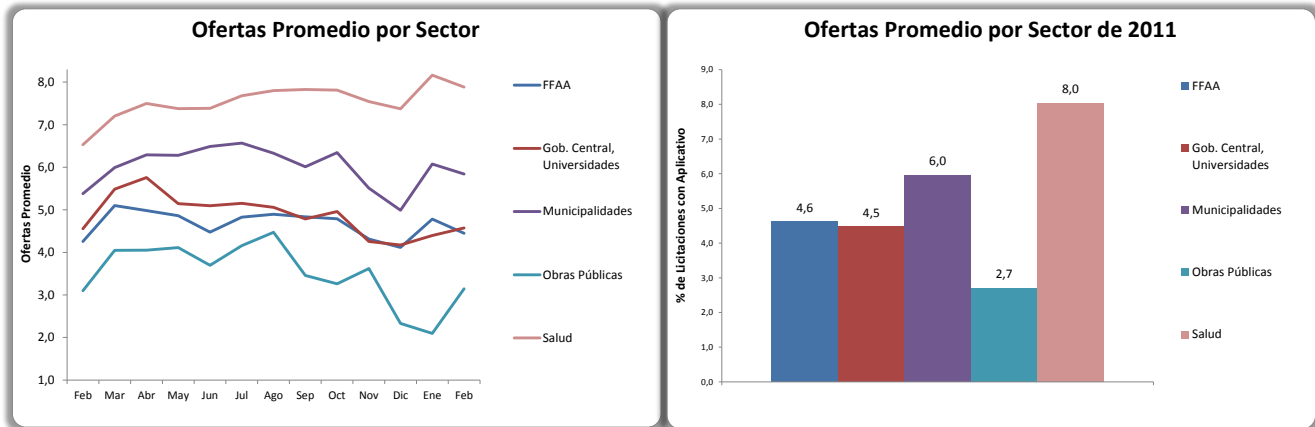 Ofertas Promedio por Sector
Ofertas Promedio
8,0
7,0
6,0
5,0
4,0
3,0
2,0
1,0
Feb Mar Abr May Jun Jul Ago Sep Oct Nov Dic Ene Feb
FFAA
Gob. Central,
Universidades
Municipalidades
Obras Públicas
Salud
Ofertas Promedio por Sector de 2011
% de Licitaciones con Aplicativo
9,0
8,0
7,0
6,0
5,0
4,0
3,0
2,0
1,0
0,0
4,6
4,5
6,0
2,7
8,0
FFAA
Gob. Central,
Universidades
Municipalidades
Obras Públicas
Salud